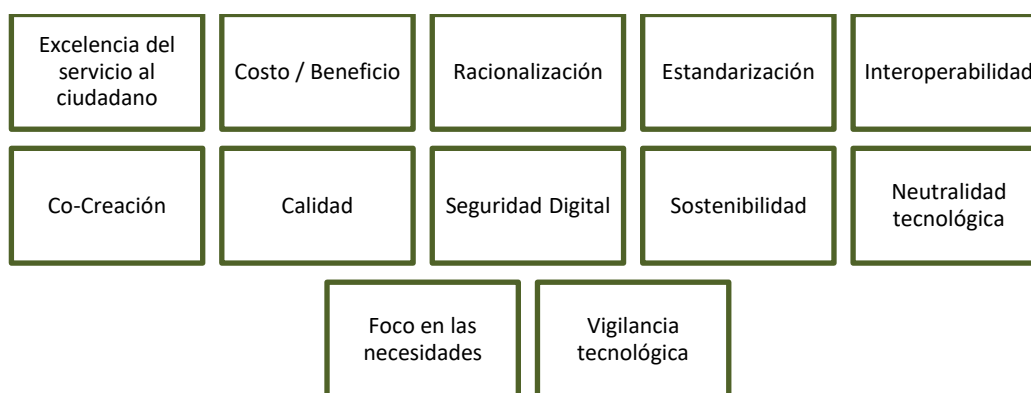 Excelencia del
servicio al
ciudadano
Costo / Beneficio
Racionalización
Estandarización
Interoperabilidad
Co-Creación
Calidad
Seguridad Digital
Sostenibilidad
Neutralidad
tecnológica
Foco en las
necesidades
Vigilancia
tecnológica